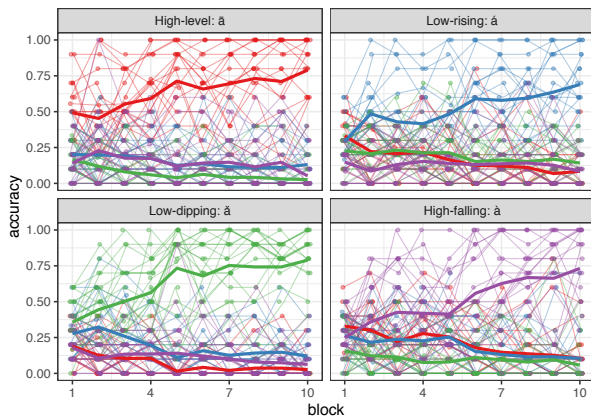 High-level: ā
Low-rising: á
1.00
0.75
0.50
0.25
0.00
Low-dipping: ǎ
High-falling: à
1.00
0.75
0.50
0.25
0.00
accuracy
1 4 7 10 1 4 7 10
block